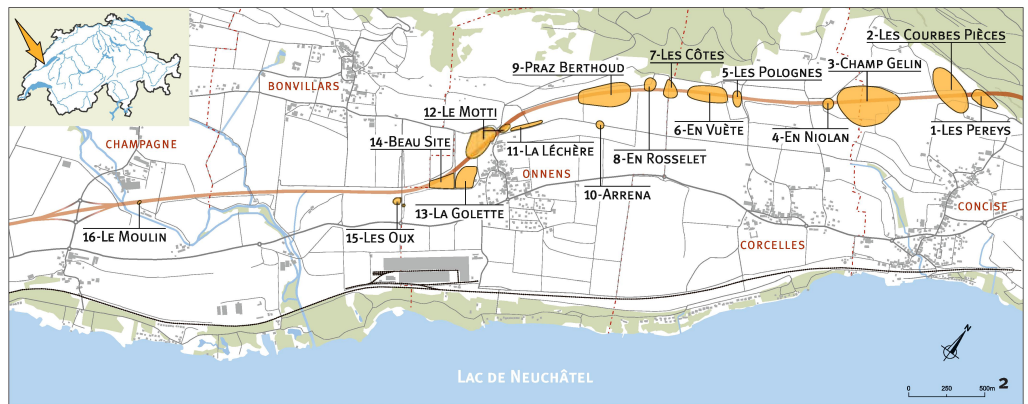 2-Les Courbes Pièces
7-Les Côtes
3-Champ Gelin
9-Praz Berthoud
5-Les Polognes
Bonvillars
12-Le Motti
Champagne
14-Beau Site
6-En Vuète
4-En Niolan
1-Les Pereys
11-La Léchère
8-En Rosselet
Onnens
10-Arrena
Concise
13-La Golette
16-Le Moulin
15-Les Oux
Corcelles
Lac de Neuchâtel
N
2
0 250 500m